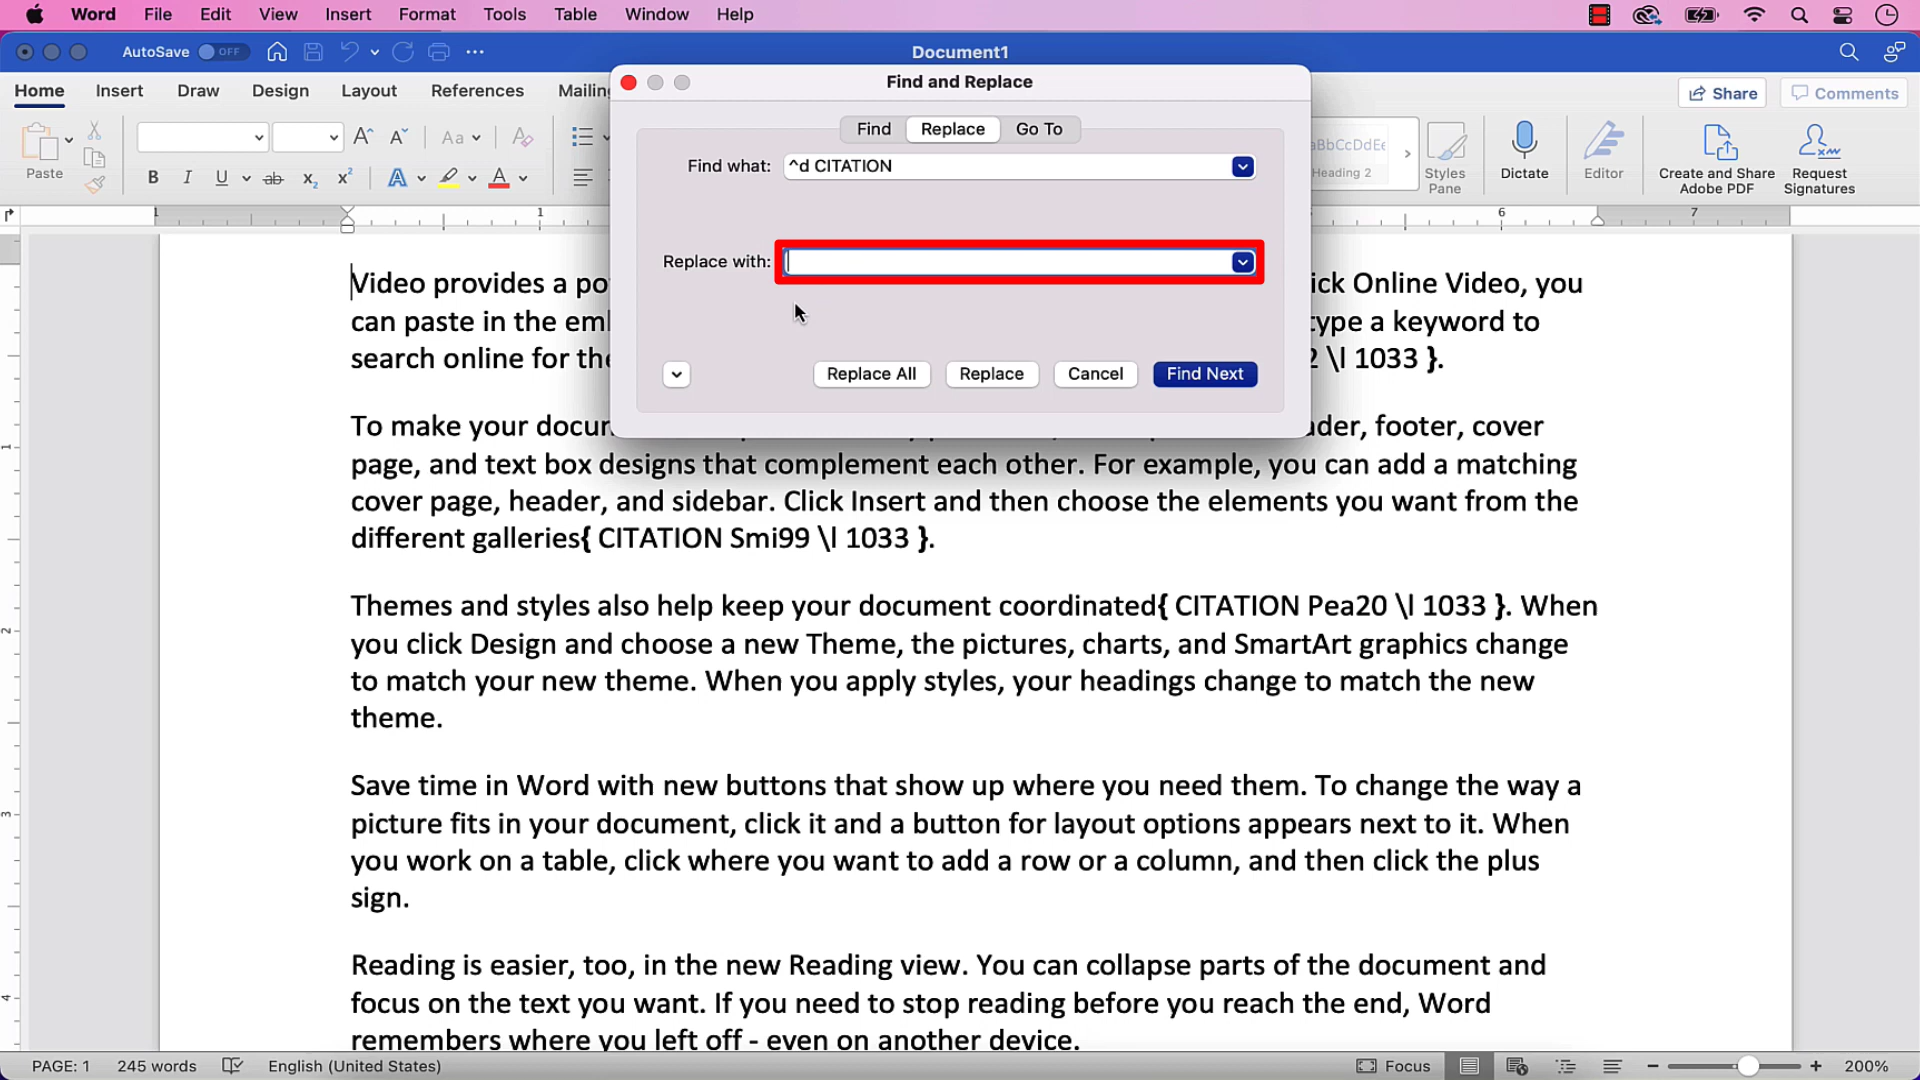 Word File Edit View Insert Format Tools Table Window Help
AutoSave OFF Document1
Home Insert Draw Design Layout References Share Comments
Find and Replace
Find Replace Go To
Find what: ^d CITATION
Replace with:
Replace All Replace Cancel Find Next
Paste
Aa
B I U ab x₂ x² A A
Heading 2
Styles Pane
Dictate
Editor
Create and Share Adobe PDF
Request Signatures
1 1 6 7
Video provides a ick Online Video, you
can paste in the type a keyword to
search online for \l 1033 }.
To make your header, footer, cover
page, and text box designs that complement each other. For example, you can add a matching
cover page, header, and sidebar. Click Insert and then choose the elements you want from the
different galleries{ CITATION Smi99 \l 1033 }.
Themes and styles also help keep your document coordinated{ CITATION Pea20 \l 1033 }. When
you click Design and choose a new Theme, the pictures, charts, and SmartArt graphics change
to match your new theme. When you apply styles, your headings change to match the new
theme.
Save time in Word with new buttons that show up where you need them. To change the way a
picture fits in your document, click it and a button for layout options appears next to it. When
you work on a table, click where you want to add a row or a column, and then click the plus
sign.
Reading is easier, too, in the new Reading view. You can collapse parts of the document and
focus on the text you want. If you need to stop reading before you reach the end, Word
remembers where you left off - even on another device.
PAGE: 1 245 words English (United States) Focus 200%